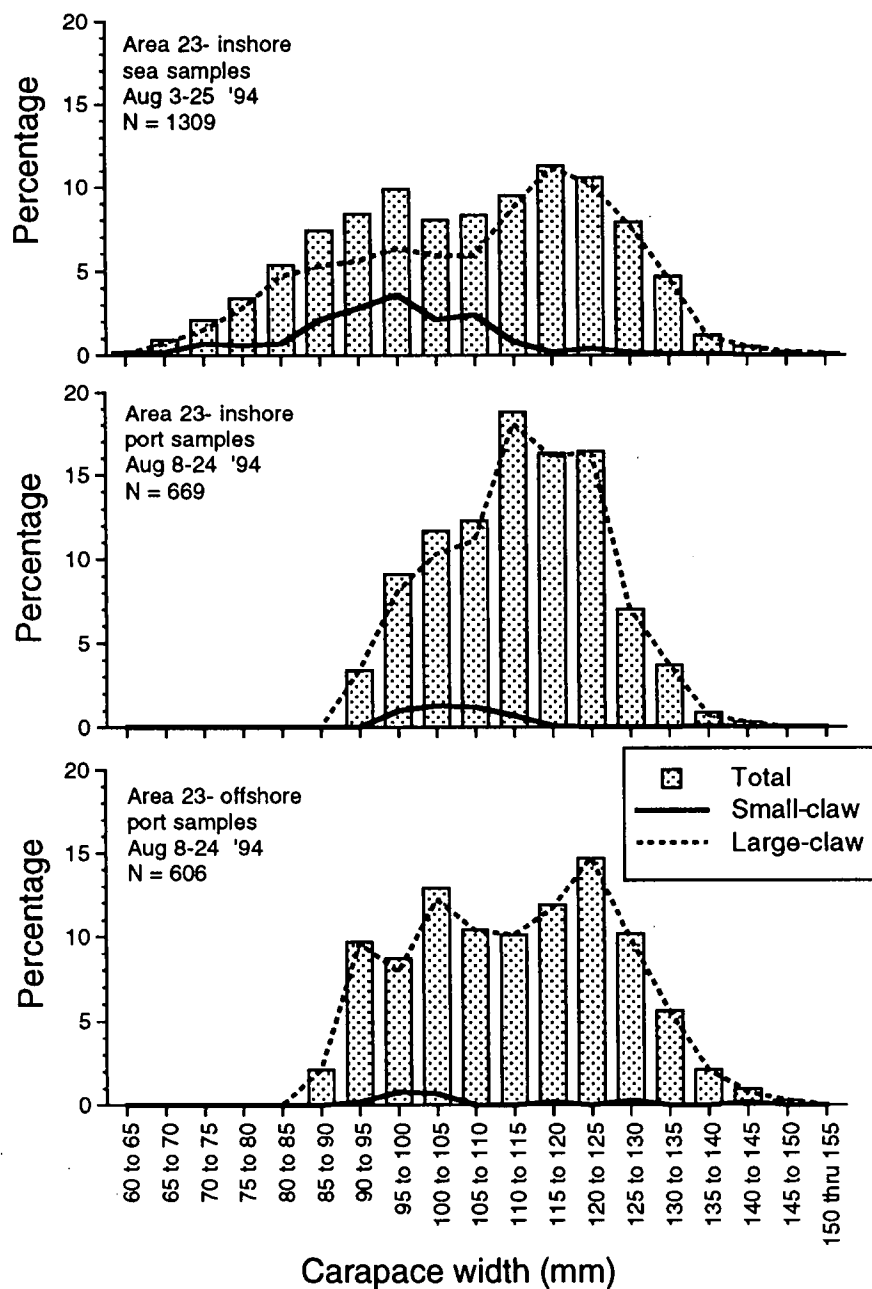 20
15
10
5
0
Percentage
Area 23- inshore
sea samples
Aug 3-25 '94
N = 1309
20
15
10
5
0
Percentage
Area 23- inshore
port samples
Aug 8-24 '94
N = 669
20
15
10
5
0
Percentage
Area 23- offshore
port samples
Aug 8-24 '94
N = 606
Total
Small-claw
Large-claw
60 to 65
65 to 70
70 to 75
75 to 80
80 to 85
85 to 90
90 to 95
95 to 100
100 to 105
105 to 110
110 to 115
115 to 120
120 to 125
125 to 130
130 to 135
135 to 140
140 to 145
145 to 150
150 thru 155
Carapace width (mm)